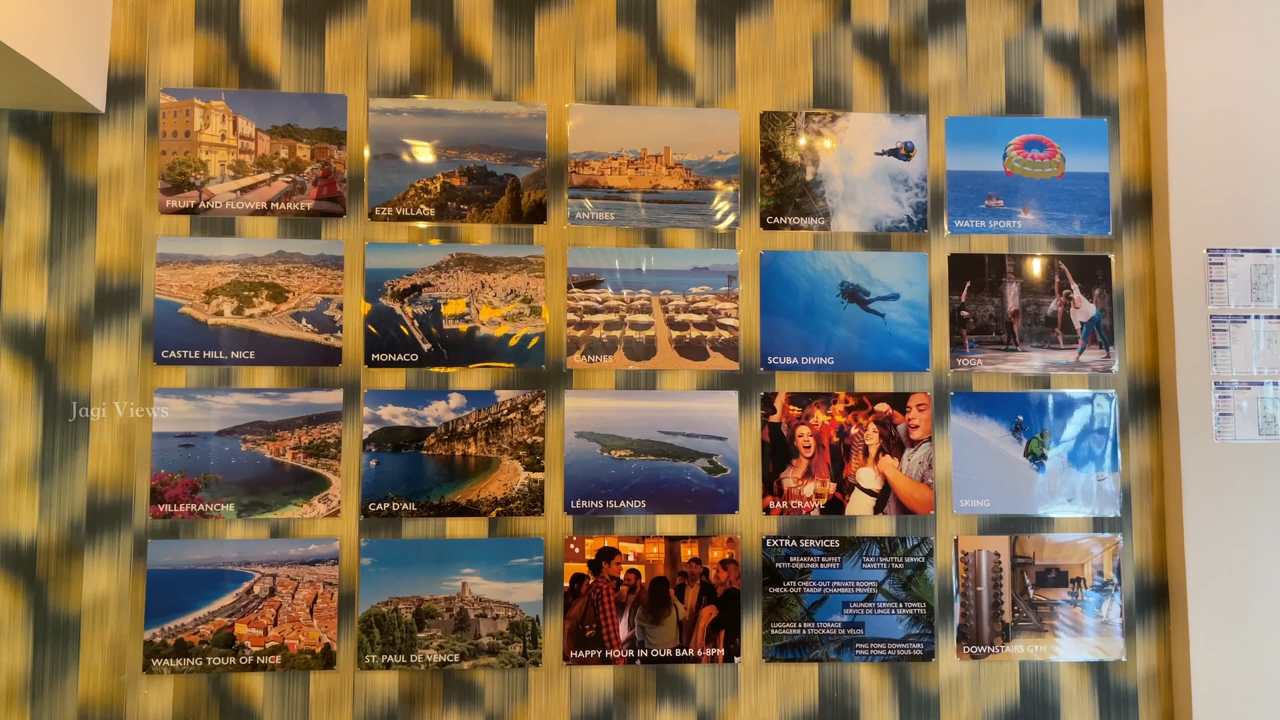 FRUIT AND FLOWER MARKET
EZE VILLAGE
ANTIBES
CANYONING
WATER SPORTS
CASTLE HILL, NICE
MONACO
CANNES
SCUBA DIVING
YOGA
Jagi Views
VILLEFRANCHE
CAP D'AIL
LÉRINS ISLANDS
BAR CRAWL
SKIING
WALKING TOUR OF NICE
ST. PAUL DE VENCE
HAPPY HOUR IN OUR BAR 6-8PM
EXTRA SERVICES
BREAKFAST BUFFET
PETIT-DÉJEUNER BUFFET
TAXI / SHUTTLE SERVICE
NAVETTE / TAXI
LATE CHECK-OUT (PRIVATE ROOMS)
CHECK-OUT TARDIF (CHAMBRES PRIVÉES)
LAUNDRY SERVICE & TOWELS
SERVICE DE LINGE & SERVIETTES
LUGGAGE & BIKE STORAGE
BAGAGERIE & STOCKAGE DE VÉLOS
PING PONG DOWNSTAIRS
PING PONG AU SOUS-SOL
DOWNSTAIRS GYM